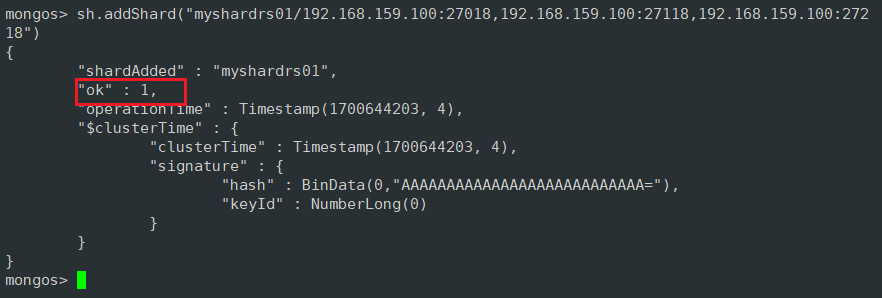 mongos> sh.addShard("myshardrs01/192.168.159.100:27018,192.168.159.100:27118,192.168.159.100:272
18")
{
        "shardAdded" : "myshardrs01",
        "ok" : 1,
        "operationTime" : Timestamp(1700644203, 4),
        "$clusterTime" : {
                "clusterTime" : Timestamp(1700644203, 4),
                "signature" : {
                        "hash" : BinData(0,"AAAAAAAAAAAAAAAAAAAAAAAAAAA="),
                        "keyId" : NumberLong(0)
                }
        }
}
mongos>